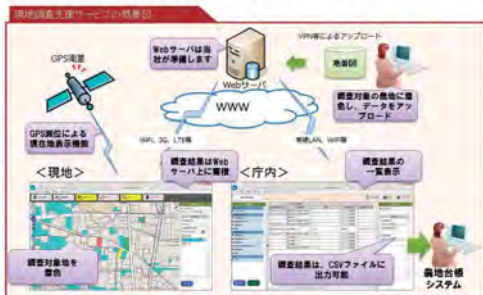 現地調査支援サービスの概要図
VPN等によるアップロード
GPS衛星
Webサーバは当
社が準備します
地番図
Webサーバ
調査対象の農地に着
色し、データをアッ
プロード
WWW
GPS測位による
現在地表示機能
WiFi、3G、LTE等
有線LAN、WiFi等
調査結果はWeb
サーバ上に蓄積
調査結果の
一覧表示
＜現地＞
＜庁内＞
調査対象地を
着色
調査結果は、CSVファイルに
出力可能
農地台帳
システム